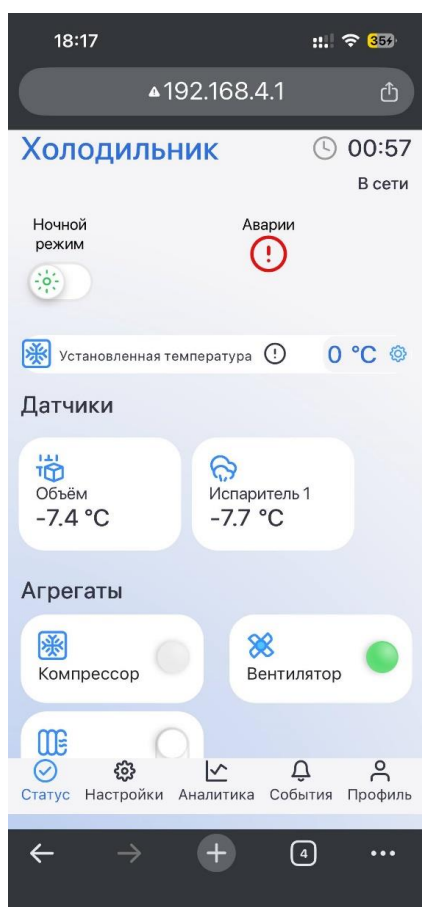 18:17
35
192.168.4.1
Холодильник
00:57
В сети
Ночной
режим
Аварии
Установленная температура
0 °C
Датчики
Объём
-7.4 °C
Испаритель 1
-7.7 °C
Агрегаты
Компрессор
Вентилятор
Статус
Настройки
Аналитика
События
Профиль
4